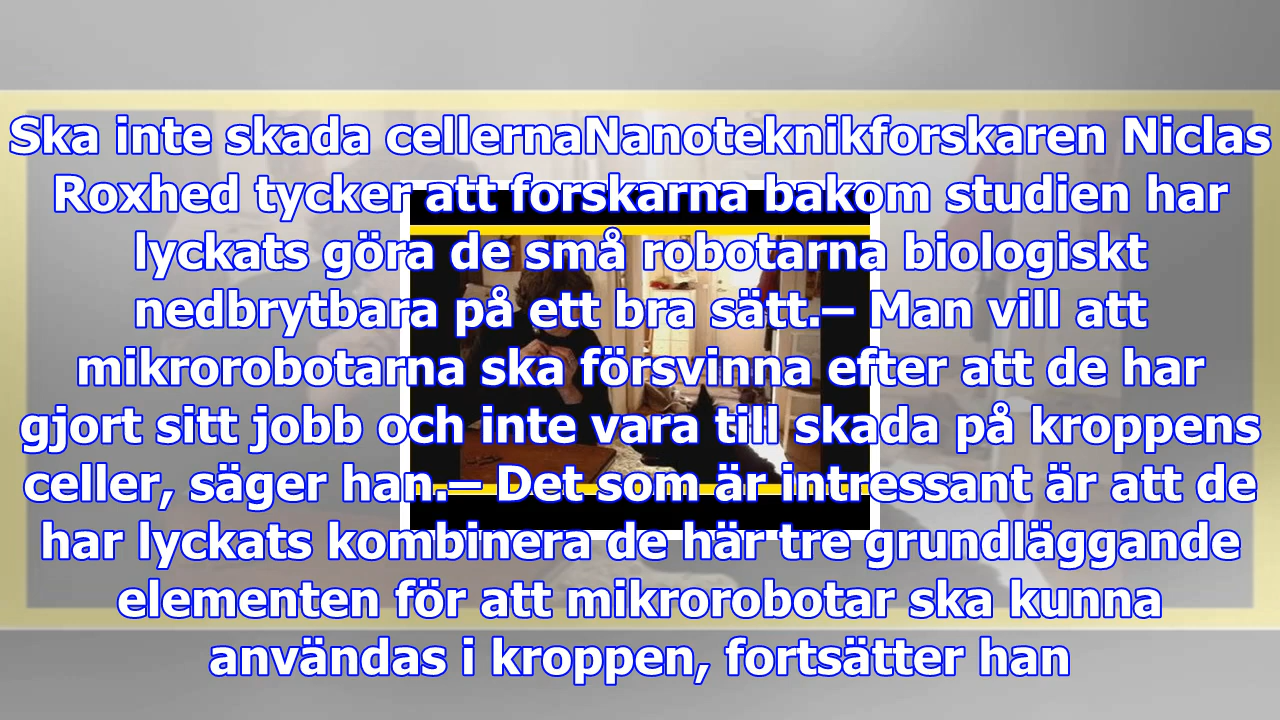 Ska inte skada cellernaNanoteknikforskaren Niclas
Roxhed tycker att forskarna bakom studien har
lyckats göra de små robotarna biologiskt
nedbrytbara på ett bra sätt.– Man vill att
mikrorobotarna ska försvinna efter att de har
gjort sitt jobb och inte vara till skada på kroppens
celler, säger han.– Det som är intressant är att de
har lyckats kombinera de här tre grundläggande
elementen för att mikrorobotar ska kunna
användas i kroppen, fortsätter han